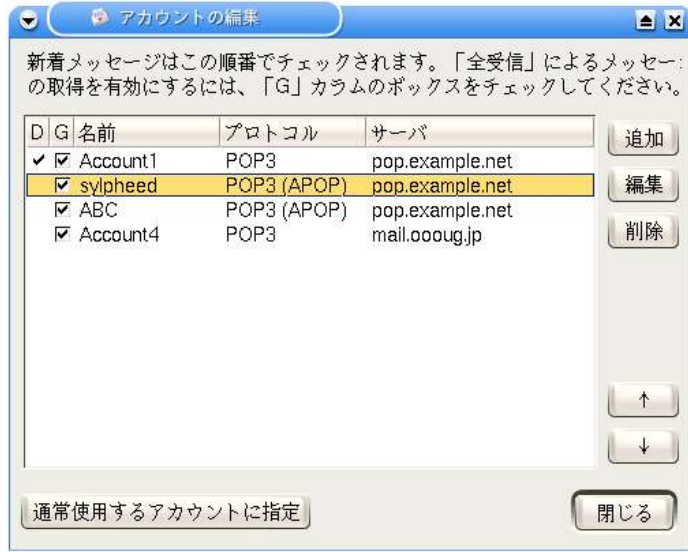 アカウントの編集
新着メッセージはこの順番でチェックされます。「全受信」によるメッセー
の取得を有効にするには、「G」カラムのボックスをチェックしてください。
D G 名前 プロトコル サーバ
Account1 POP3 pop.example.net
sylpheed POP3 (APOP) pop.example.net
ABC POP3 (APOP) pop.example.net
Account4 POP3 mail.oooug.jp
追加
編集
削除
↑
↓
通常使用するアカウントに指定
閉じる